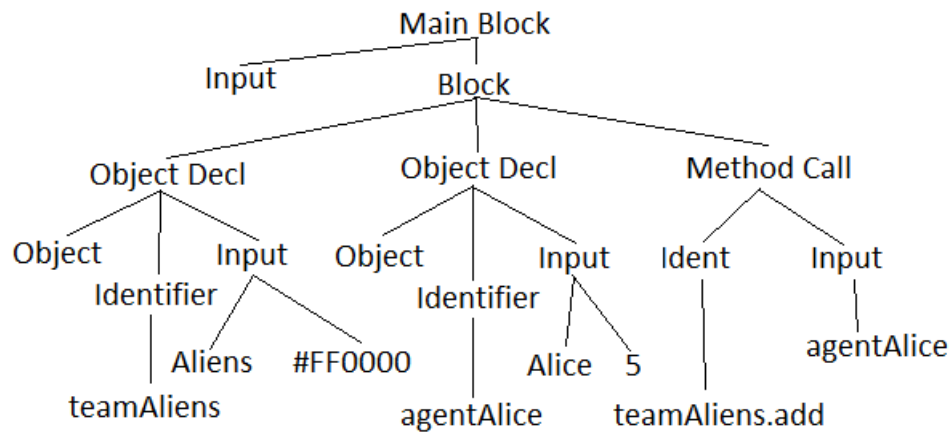 Main Block
Input
Block
Object Decl Object Decl Method Call
Object Input Object Input Ident Input
Identifier Identifier
Aliens #FF0000 Alice 5 agentAlice
teamAliens agentAlice teamAliens.add